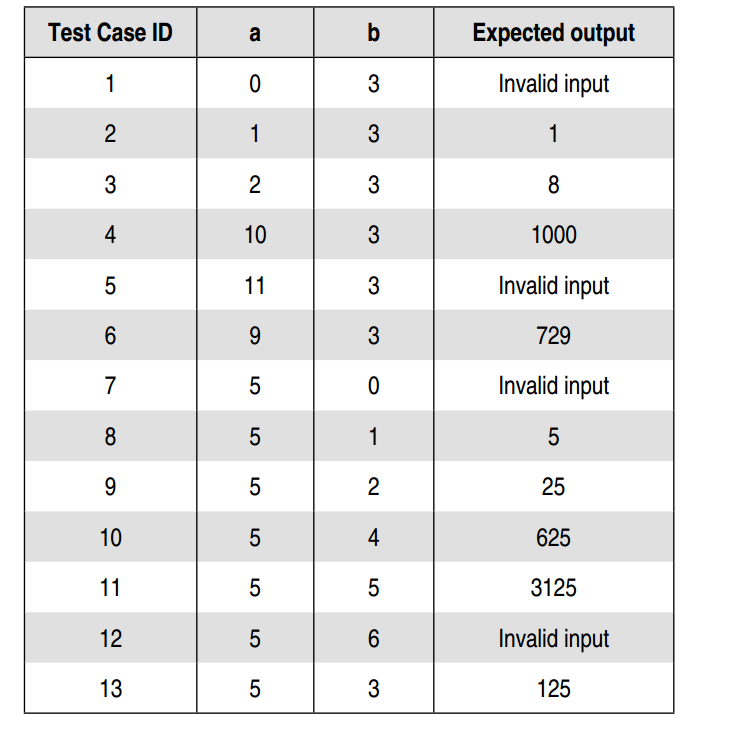 Test Case ID a b Expected output
1 0 3 Invalid input
2 1 3 1
3 2 3 8
4 10 3 1000
5 11 3 Invalid input
6 9 3 729
7 5 0 Invalid input
8 5 1 5
9 5 2 25
10 5 4 625
11 5 5 3125
12 5 6 Invalid input
13 5 3 125